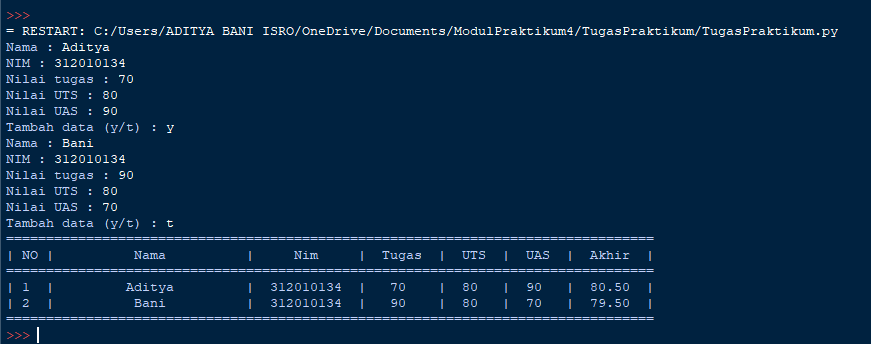 >>>
= RESTART: C:/Users/ADITYA BANI ISRO/OneDrive/Documents/ModulPraktikum4/TugasPraktikum/TugasPraktikum.py
Nama : Aditya
NIM : 312010134
Nilai tugas : 70
Nilai UTS : 80
Nilai UAS : 90
Tambah data (y/t) : y
Nama : Bani
NIM : 312010134
Nilai tugas : 90
Nilai UTS : 80
Nilai UAS : 70
Tambah data (y/t) : t
=================================================================================
| NO |          Nama          |     Nim      |  Tugas  |  UTS  |  UAS  |  Akhir  |
=================================================================================
| 1  |         Aditya         |  312010134  |   70    |  80   |  90   |  80.50  |
| 2  |          Bani          |  312010134  |   90    |  80   |  70   |  79.50  |
=================================================================================
>>>